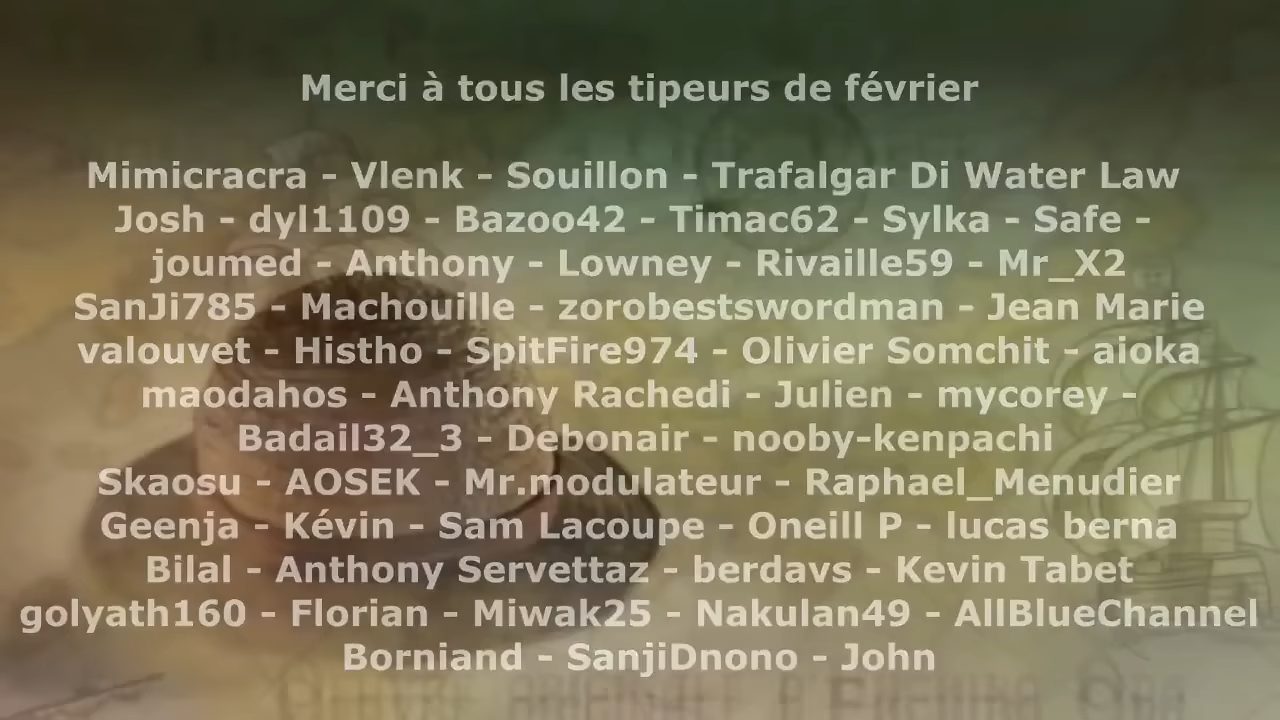 Merci à tous les tipeurs de février
Mimicracra - Vlenk - Souillon - Trafalgar Di Water Law
Josh - dyl1109 - Bazoo42 - Timac62 - Sylka - Safe -
joumed - Anthony - Lowney - Rivaille59 - Mr_X2
SanJi785 - Machouille - zorobestswordman - Jean Marie
valouvet - Histho - SpitFire974 - Olivier Somchit - aioka
maodahos - Anthony Rachedi - Julien - mycorey -
Badail32_3 - Debonair - nooby-kenpachi
Skaosu - AOSEK - Mr.modulateur - Raphael_Menudier
Geenja - Kévin - Sam Lacoupe - Oneill P - lucas berna
Bilal - Anthony Servettaz - berdavs - Kevin Tabet
golyath160 - Florian - Miwak25 - Nakulan49 - AllBlueChannel
Borniand - SanjiDnono - John